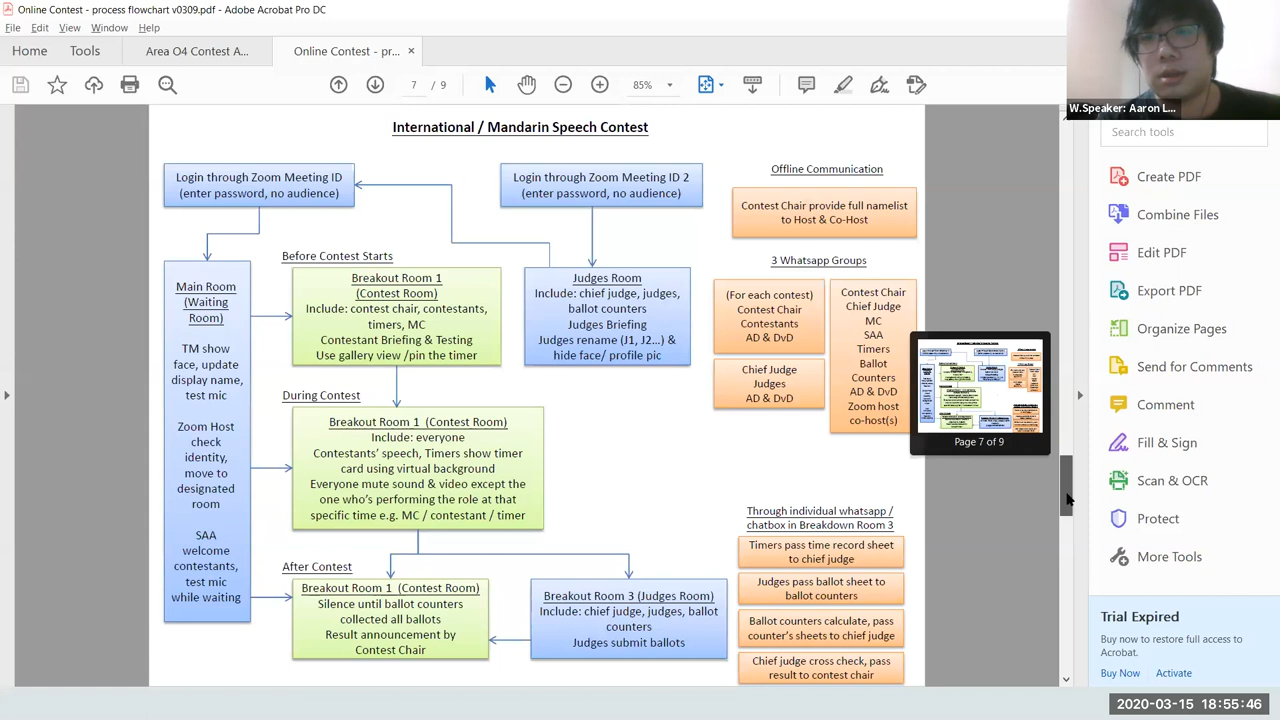 Online Contest - process flowchart v0309.pdf - Adobe Acrobat Pro DC
File Edit View Window Help
Home Tools Area O4 Contest A... Online Contest - pr... ×
7 / 9 85%
W.Speaker: Aaron L...
International / Mandarin Speech Contest
Login through Zoom Meeting ID
(enter password, no audience)
Login through Zoom Meeting ID 2
(enter password, no audience)
Offline Communication
Contest Chair provide full namelist
to Host & Co-Host
Before Contest Starts
Main Room
(Waiting
Room)
TM show
face, update
display name,
test mic
Zoom Host
check
identity,
move to
designated
room
SAA
welcome
contestants,
test mic
while waiting
Breakout Room 1
(Contest Room)
Include: contest chair, contestants,
timers, MC
Contestant Briefing & Testing
Use gallery view /pin the timer
Judges Room
Include: chief judge, judges,
ballot counters
Judges Briefing
Judges rename (J1, J2...) &
hide face/ profile pic
3 Whatsapp Groups
(For each contest)
Contest Chair
Contestants
AD & DvD
Chief Judge
Judges
AD & DvD
Contest Chair
Chief Judge
MC
SAA
Timers
Ballot
Counters
AD & DvD
Zoom host
co-host(s)
Page 7 of 9
During Contest
Breakout Room 1 (Contest Room)
Include: everyone
Contestants' speech, Timers show timer
card using virtual background
Everyone mute sound & video except the
one who's performing the role at that
specific time e.g. MC / contestant / timer
After Contest
Breakout Room 1 (Contest Room)
Silence until ballot counters
collected all ballots
Result announcement by
Contest Chair
Breakout Room 3 (Judges Room)
Include: chief judge, judges, ballot
counters
Judges submit ballots
Through individual whatsapp /
chatbox in Breakdown Room 3
Timers pass time record sheet
to chief judge
Judges pass ballot sheet to
ballot counters
Ballot counters calculate, pass
counter's sheets to chief judge
Chief judge cross check, pass
result to contest chair
Search tools
Create PDF
Combine Files
Edit PDF
Export PDF
Organize Pages
Send for Comments
Comment
Fill & Sign
Scan & OCR
Protect
More Tools
Trial Expired
Buy now to restore full access to
Acrobat.
Buy Now Activate
2020-03-15 18:55:46